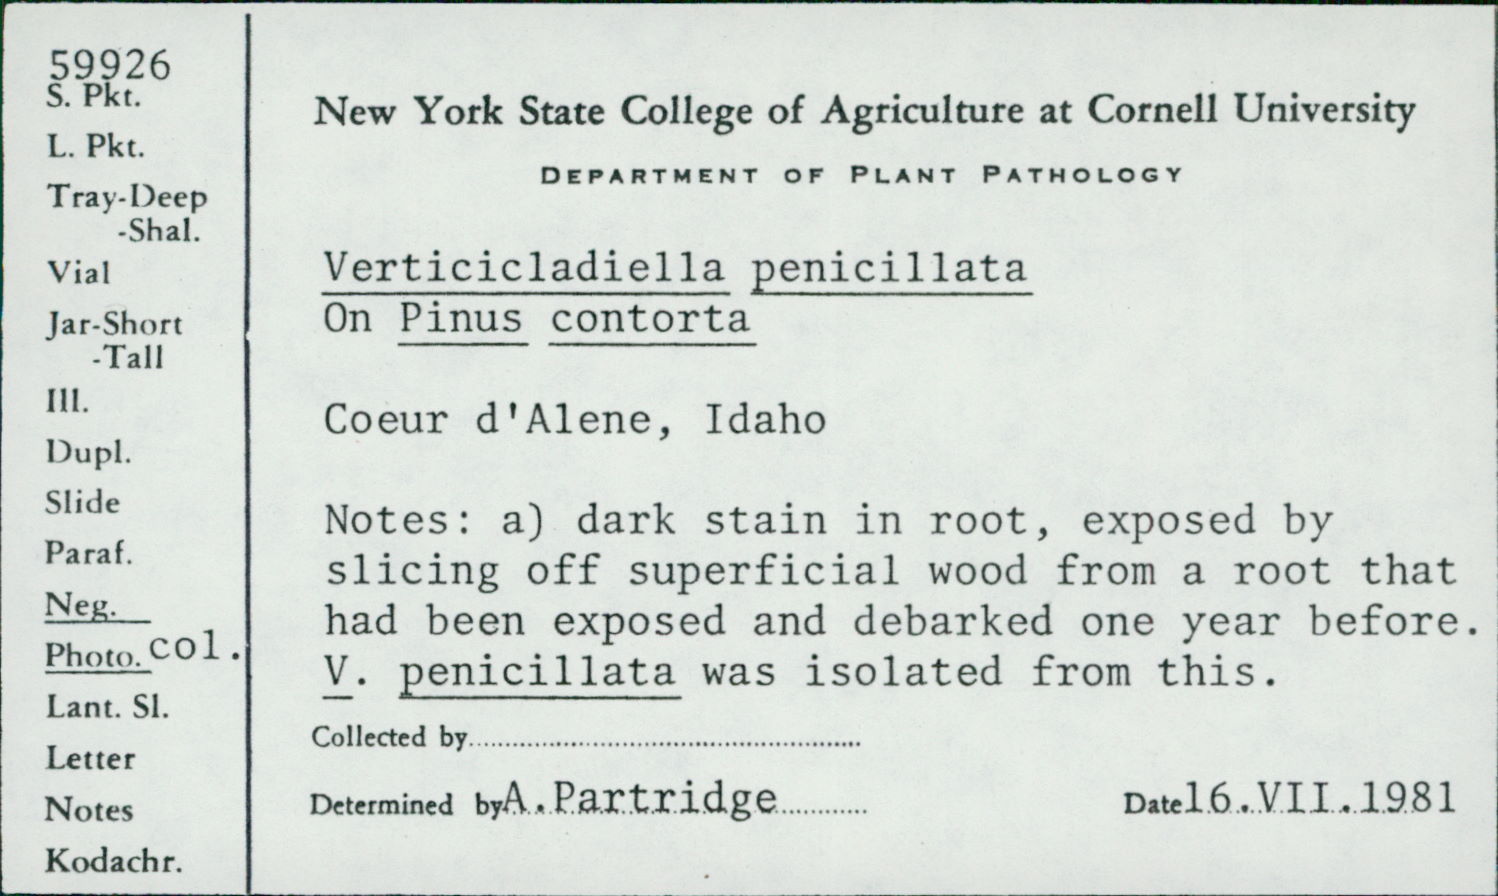 59926
S. Pkt.
L. Pkt.
Tray-Deep
-Shal.
Vial
Jar-Short
-Tall
Ill.
Dupl.
Slide
Paraf.
Neg.
Photo. col.
Lant. Sl.
Letter
Notes
Kodachr.
New York State College of Agriculture at Cornell University
DEPARTMENT OF PLANT PATHOLOGY
Verticicladiella penicillata
On Pinus contorta
Coeur d'Alene, Idaho
Notes: a) dark stain in root, exposed by
slicing off superficial wood from a root that
had been exposed and debarked one year before.
V. penicillata was isolated from this.
Collected by
Determined by A. Partridge Date 16.VII.1981